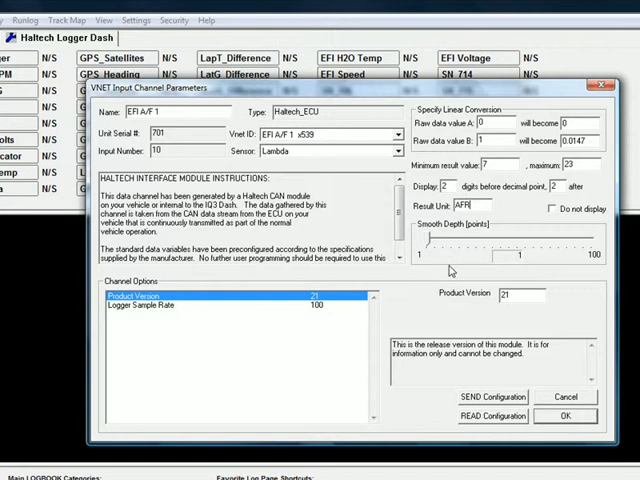 Runlog Tracking Map View Settings Security Help
Haltech Logger Dash
N/S GPS_Satellites N/S LapT_Difference N/S EFI H2O Temp N/S EFI Voltage N/S
PM N/S GPS_Heading LatG_Difference EFI Speed SN_714
VNET Input Channel Parameters
Name: EFI A/F 1 Type: Haltech_ECU
Unit Serial #: 701 Vnet ID: EFI A/F 1 x539
Input Number: 10 Sensor: Lambda
Specify Linear Conversion
Raw data value A: 0 will become 0
Raw data value B: 1 will become 0.0147
Minimum result value: 7 , maximum: 23
Display: 2 digits before decimal point, 2 after
Result Unit: AFR Do not display
Smooth Depth [points]
1 1 100
HALTECH INTERFACE MODULE INSTRUCTIONS:
This data channel has been generated by a Haltech CAN module
on your vehicle or internal to the IQ3 Dash. The data gathered by this
channel is taken from the CAN data stream from the ECU on your
vehicle that is continuously transmitted as part of the normal
vehicle operation.
The standard data variables have been preconfigured according to the specifications
supplied by the manufacturer. No further user programming should be required to use this
Channel Options
Product Version 21
Logger Sample Rate 100
Product Version 21
This is the release version of this module. It is for
information only and cannot be changed.
SEND Configuration Cancel
READ Configuration OK
olts N/S
cator N/S
emp N/S
a N/S
Main LOGBOOK Categories: Favorite Log Page Shortcuts: